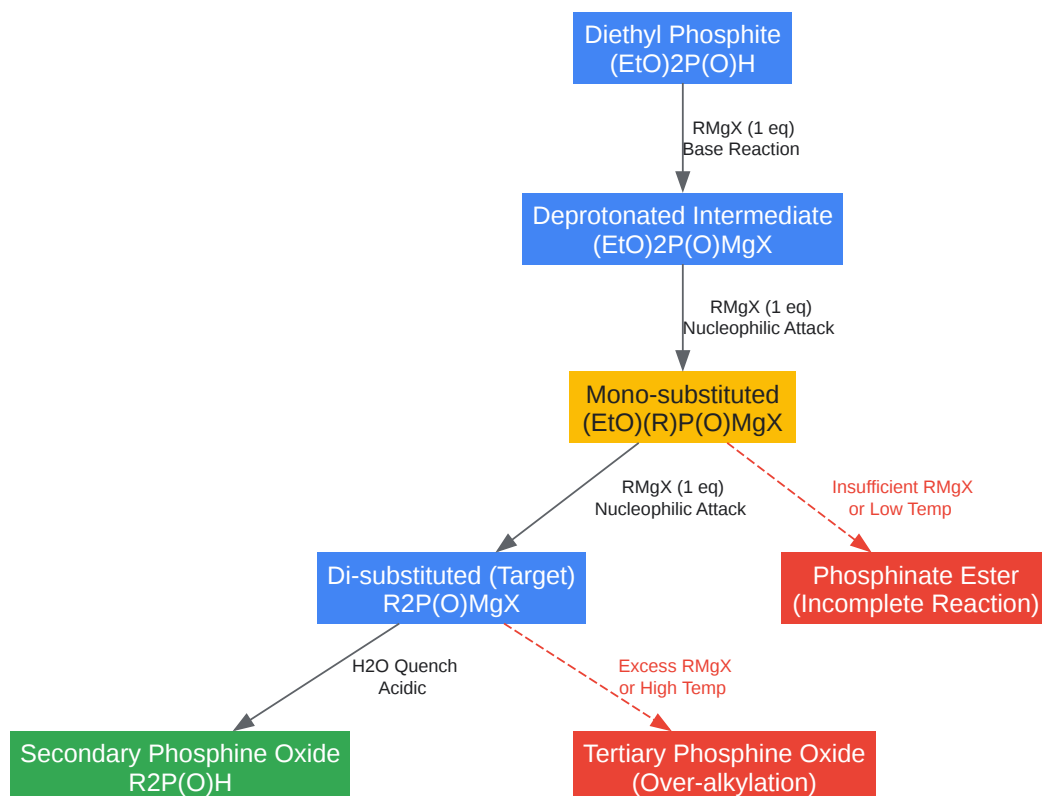 Diethyl Phosphite
(EtO)2P(O)H
RMgX (1 eq)
Base Reaction
Deprotonated Intermediate
(EtO)2P(O)MgX
RMgX (1 eq)
Nucleophilic Attack
Mono-substituted
(EtO)(R)P(O)MgX
RMgX (1 eq)
Nucleophilic Attack
Insufficient RMgX
or Low Temp
Di-substituted (Target)
R2P(O)MgX
Phosphinate Ester
(Incomplete Reaction)
H2O Quench
Acidic
Excess RMgX
or High Temp
Secondary Phosphine Oxide
R2P(O)H
Tertiary Phosphine Oxide
(Over-alkylation)